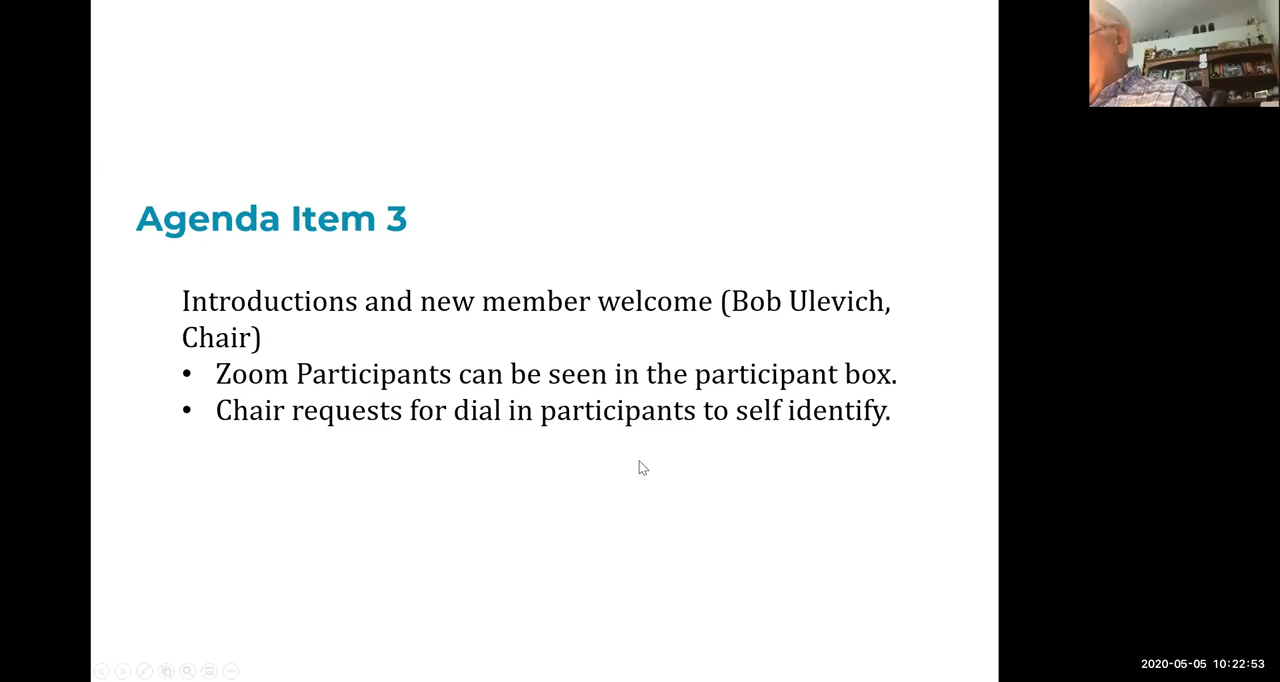 Agenda Item 3
Introductions and new member welcome (Bob Ulevich,
Chair)
• Zoom Participants can be seen in the participant box.
• Chair requests for dial in participants to self identify.
2020-05-05 10:22:53